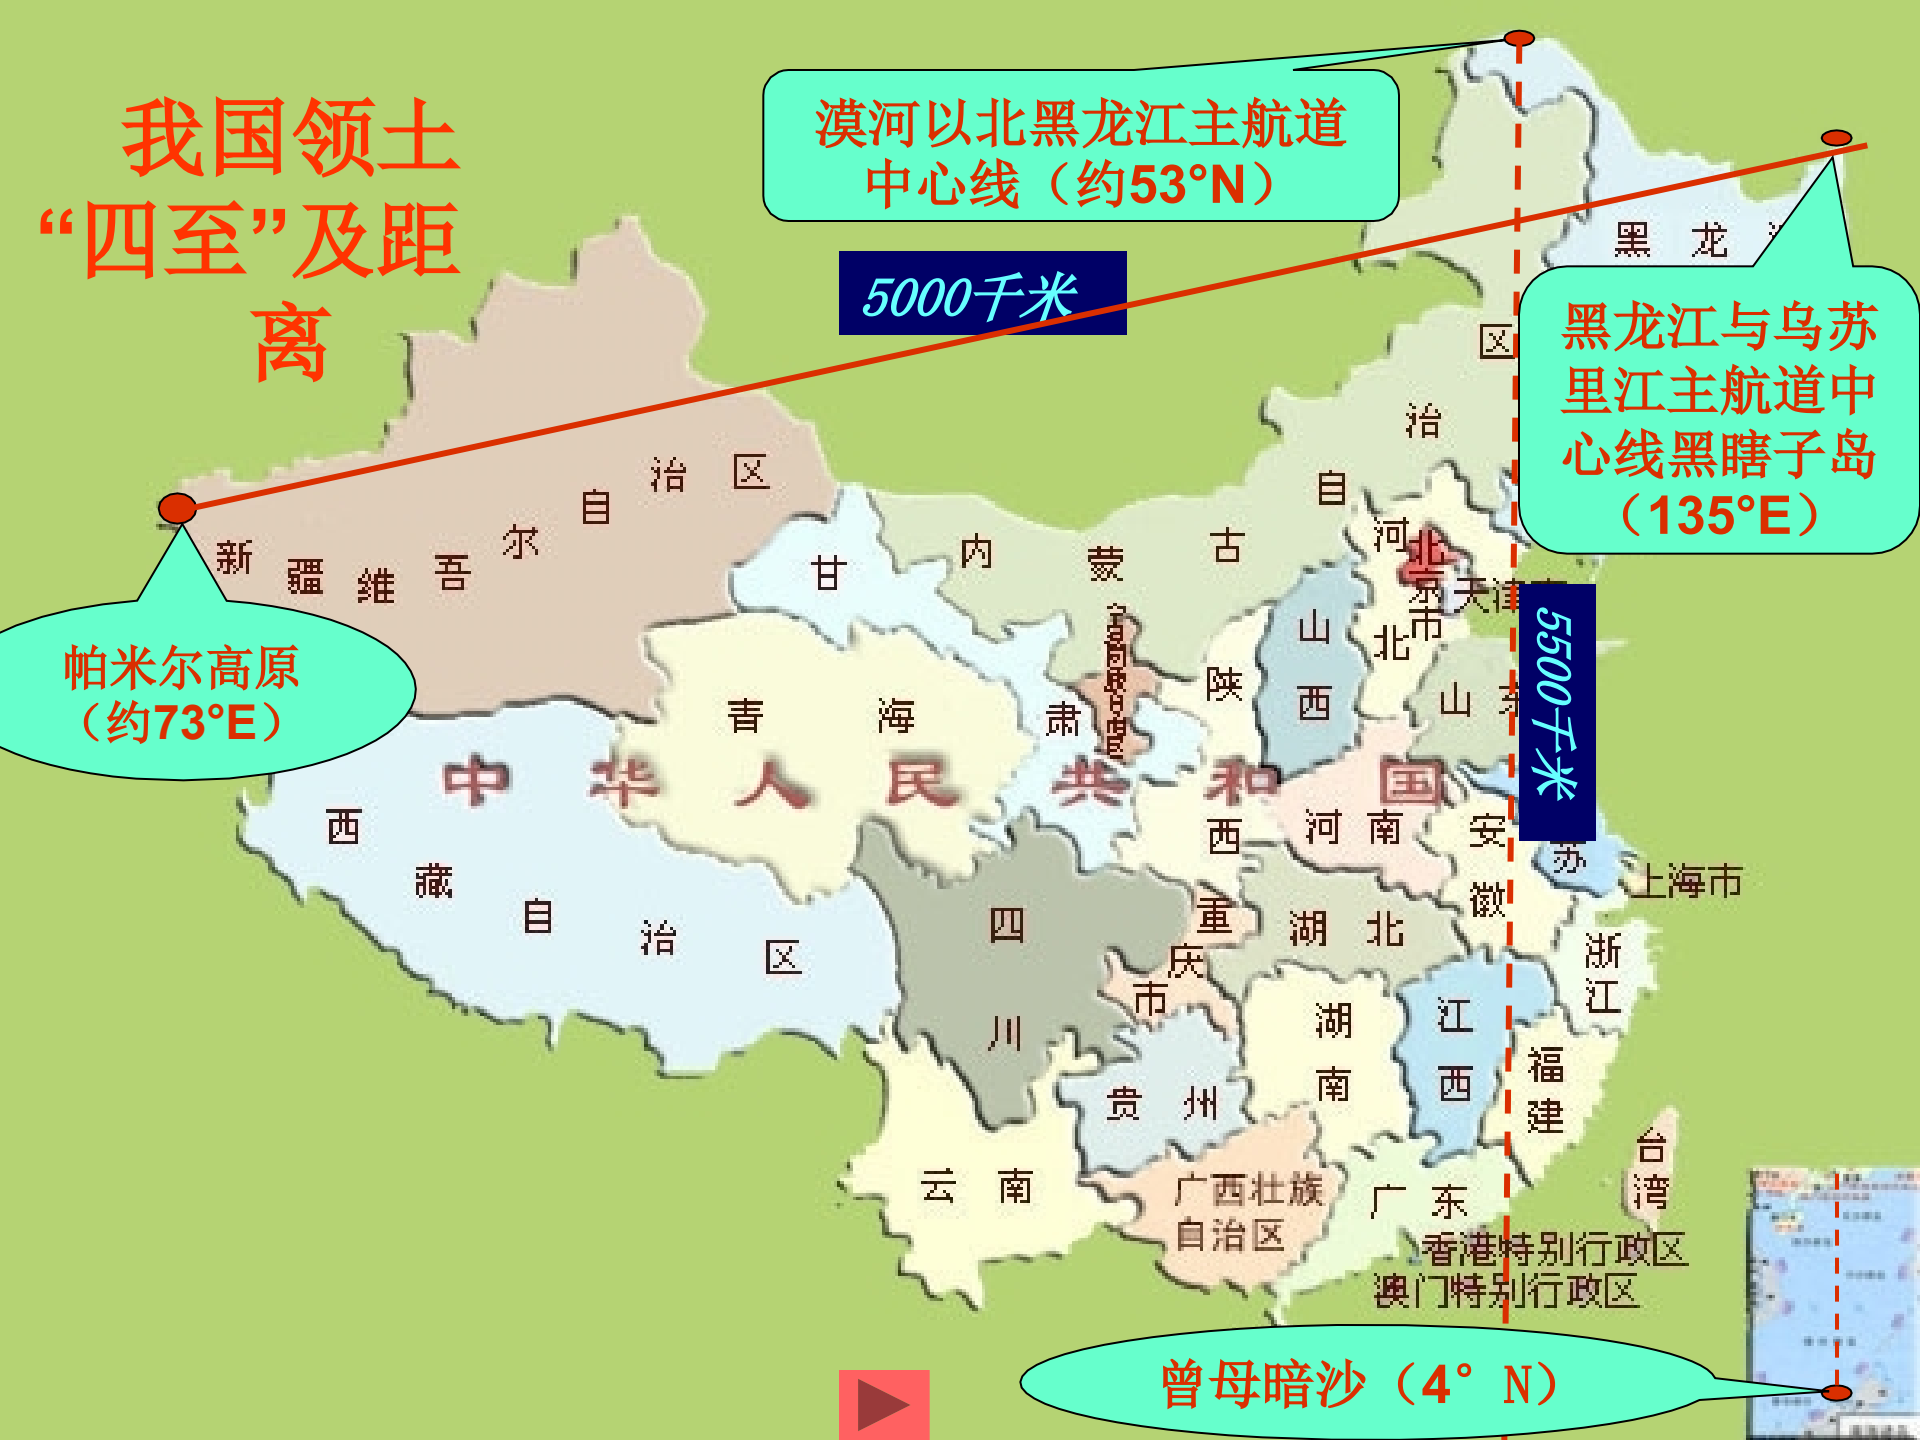 我国领土
“四至”及距
离
漠河以北黑龙江主航道
中心线（约53°N）
5000千米
黑龙江与乌苏
里江主航道中
心线黑瞎子岛
（135°E）
帕米尔高原
（约73°E）
5500千米
曾母暗沙（4°N）
中华人民共和国
黑龙
新疆维吾尔自治区
内蒙古自治区
甘肃
青海
西藏自治区
四川
重庆市
云南
贵州
广西壮族
自治区
广东
湖南
湖北
河南
河北
北京市
天津
山西
陕西
山东
安徽
苏
上海市
浙江
江西
福建
台湾
香港特别行政区
澳门特别行政区